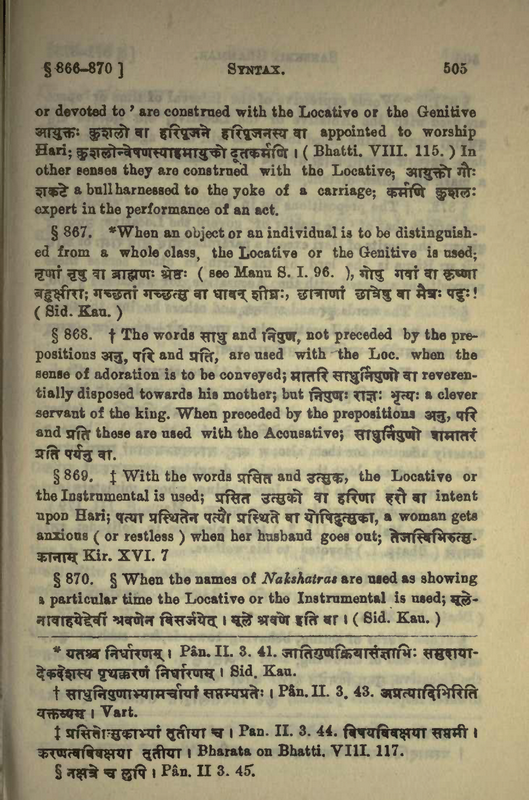 § 866–870 ] SYNTAX. 505
or devoted to ’ are construed with the Locative or the Genitive
आयुक्तः कुशलो वा हरिपूजने हरिपूजनस्य वा appointed to worship
Hari; कुशलोन्वेषणस्याहमायुक्तो दूतकर्मणि । ( Bhatti. VIII. 115. ) In
other senses they are construed with the Locative; आयुक्तो गौः
शकटे a bull harnessed to the yoke of a carriage; कर्मणि कुशलः
expert in the performance of an act.
§ 867. *When an object or an individual is to be distinguish-
ed from a whole class, the Locative or the Genitive is used;
नृणां नृषु वा ब्राह्मणः श्रेष्ठः ( see Manu S. I. 96. ), गोषु गवां वा कृष्णा
बहुक्षीरा; गच्छतां गच्छत्सु वा धावन् शीघ्रः, छात्राणां छात्रेषु वा मैत्रः पटुः!
( Sid. Kau. )
§ 868. † The words साधु and निपुण, not preceded by the pre-
positions अनु, परि and प्रति, are used with the Loc. when the
sense of adoration is to be conveyed; मातरि साधुर्निपुणो वा reveren-
tially disposed towards his mother; but निपुणः राज्ञः भृत्यः a clever
servant of the king. When preceded by the prepositions अनु, परि
and प्रति these are used with the Accusative; साधुर्निपुणो वामातरं
प्रति पर्यनु वा.
§ 869. ‡ With the words प्रसित and उत्सुक, the Locative or
the Instrumental is used; प्रसित उत्सुको वा हरिणा हरौ वा intent
upon Hari; पत्या प्रस्थितेन पत्यौ प्रस्थिते वा योषिदुत्सुका, a woman gets
anxious ( or restless ) when her husband goes out; तेजस्विभिरुत्सु-
कानाम् Kir. XVI. 7
§ 870. § When the names of Nakshatras are used as showing
a particular time the Locative or the Instrumental is used; मूले-
नावाहयेद्देवीं श्रवणेन विसर्जयेत् । मूले श्रवणे इति वा । ( Sid. Kau. )
* यतश्च निर्धारणम् । Pân. II. 3. 41. जातिगुणक्रियासंज्ञाभिः समुदाया-
देकदेशस्य पृथक्करणं निर्धारणम् । Sid. Kau.
† साधुनिपुणाभ्यामर्चायां सप्तम्यप्रतेः । Pân. II. 3. 43. अप्रत्यादिभिरिति
वक्तव्यम् । Vart.
‡ प्रसितोत्सुकाभ्यां तृतीया च । Pan. II. 3. 44. विषयविवक्षया सप्तमी ।
करणत्वविवक्षया तृतीया । Bharata on Bhatti. VIII. 117.
§ नक्षत्रे च लुपि । Pân. II 3. 45.